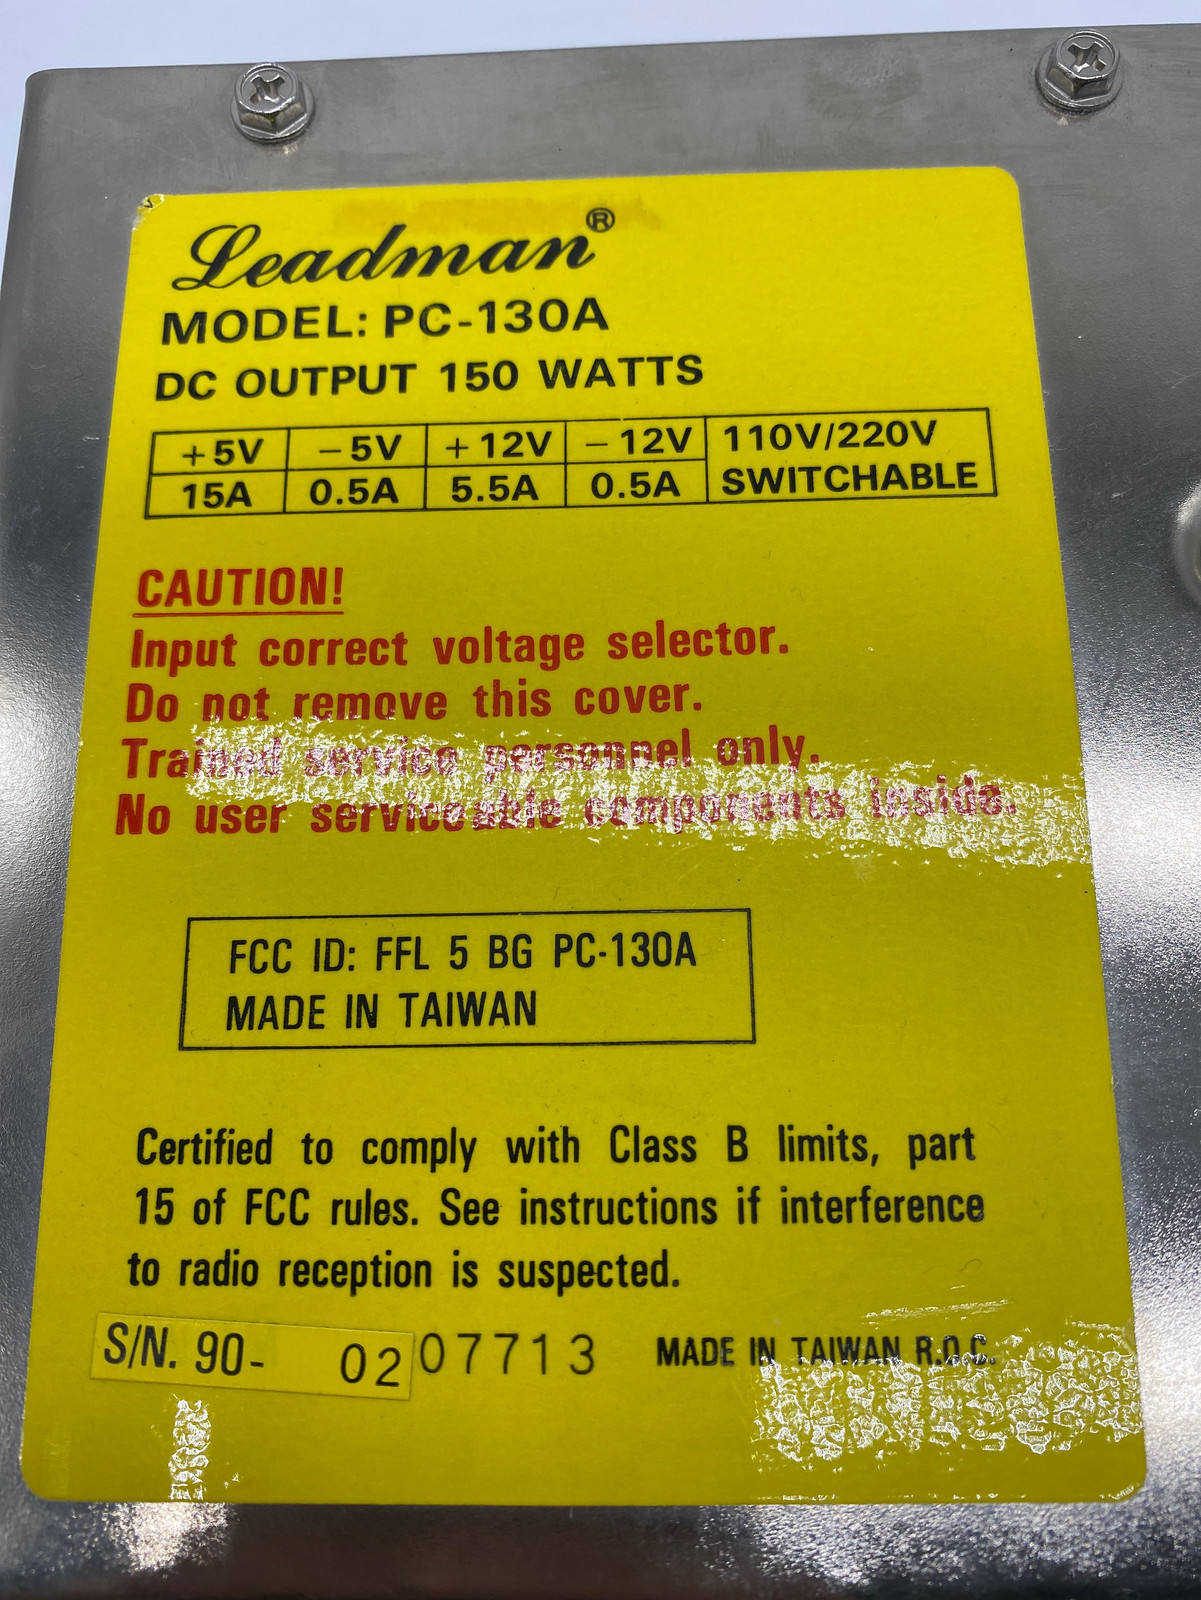 Leadman®
MODEL: PC-130A
DC OUTPUT 150 WATTS
+5V -5V +12V -12V 110V/220V
15A 0.5A 5.5A 0.5A SWITCHABLE
CAUTION!
Input correct voltage selector.
Do not remove this cover.
Trained service personnel only.
No user serviceable components inside.
FCC ID: FFL 5 BG PC-130A
MADE IN TAIWAN
Certified to comply with Class B limits, part
15 of FCC rules. See instructions if interference
to radio reception is suspected.
S/N. 90- 0207713 MADE IN TAIWAN R.O.C.